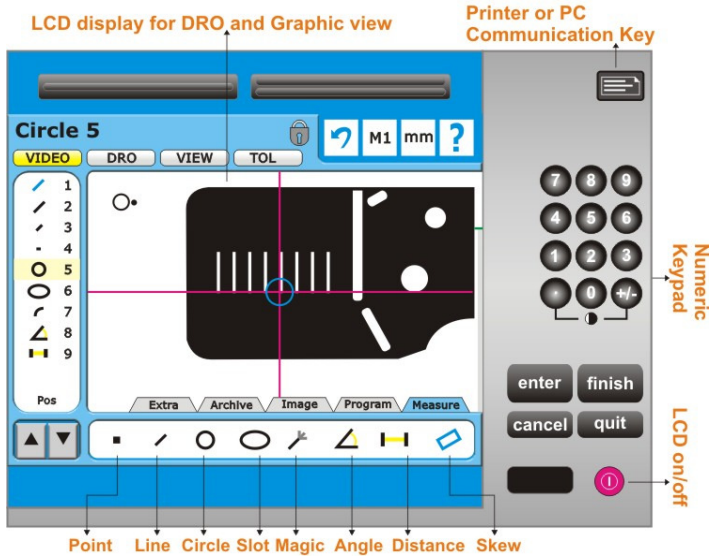 LCD display for DRO and Graphic view
Printer or PC
Communication Key
Circle 5
M1 mm ?
VIDEO DRO VIEW TOL
1
2
3
4
5
6
7
8
9
Pos
Extra Archive Image Program Measure
7 8 9
4 5 6
1 2 3
. 0 +/-
Numeric
Keypad
enter finish
cancel quit
LCD on/off
Point Line Circle Slot Magic Angle Distance Skew